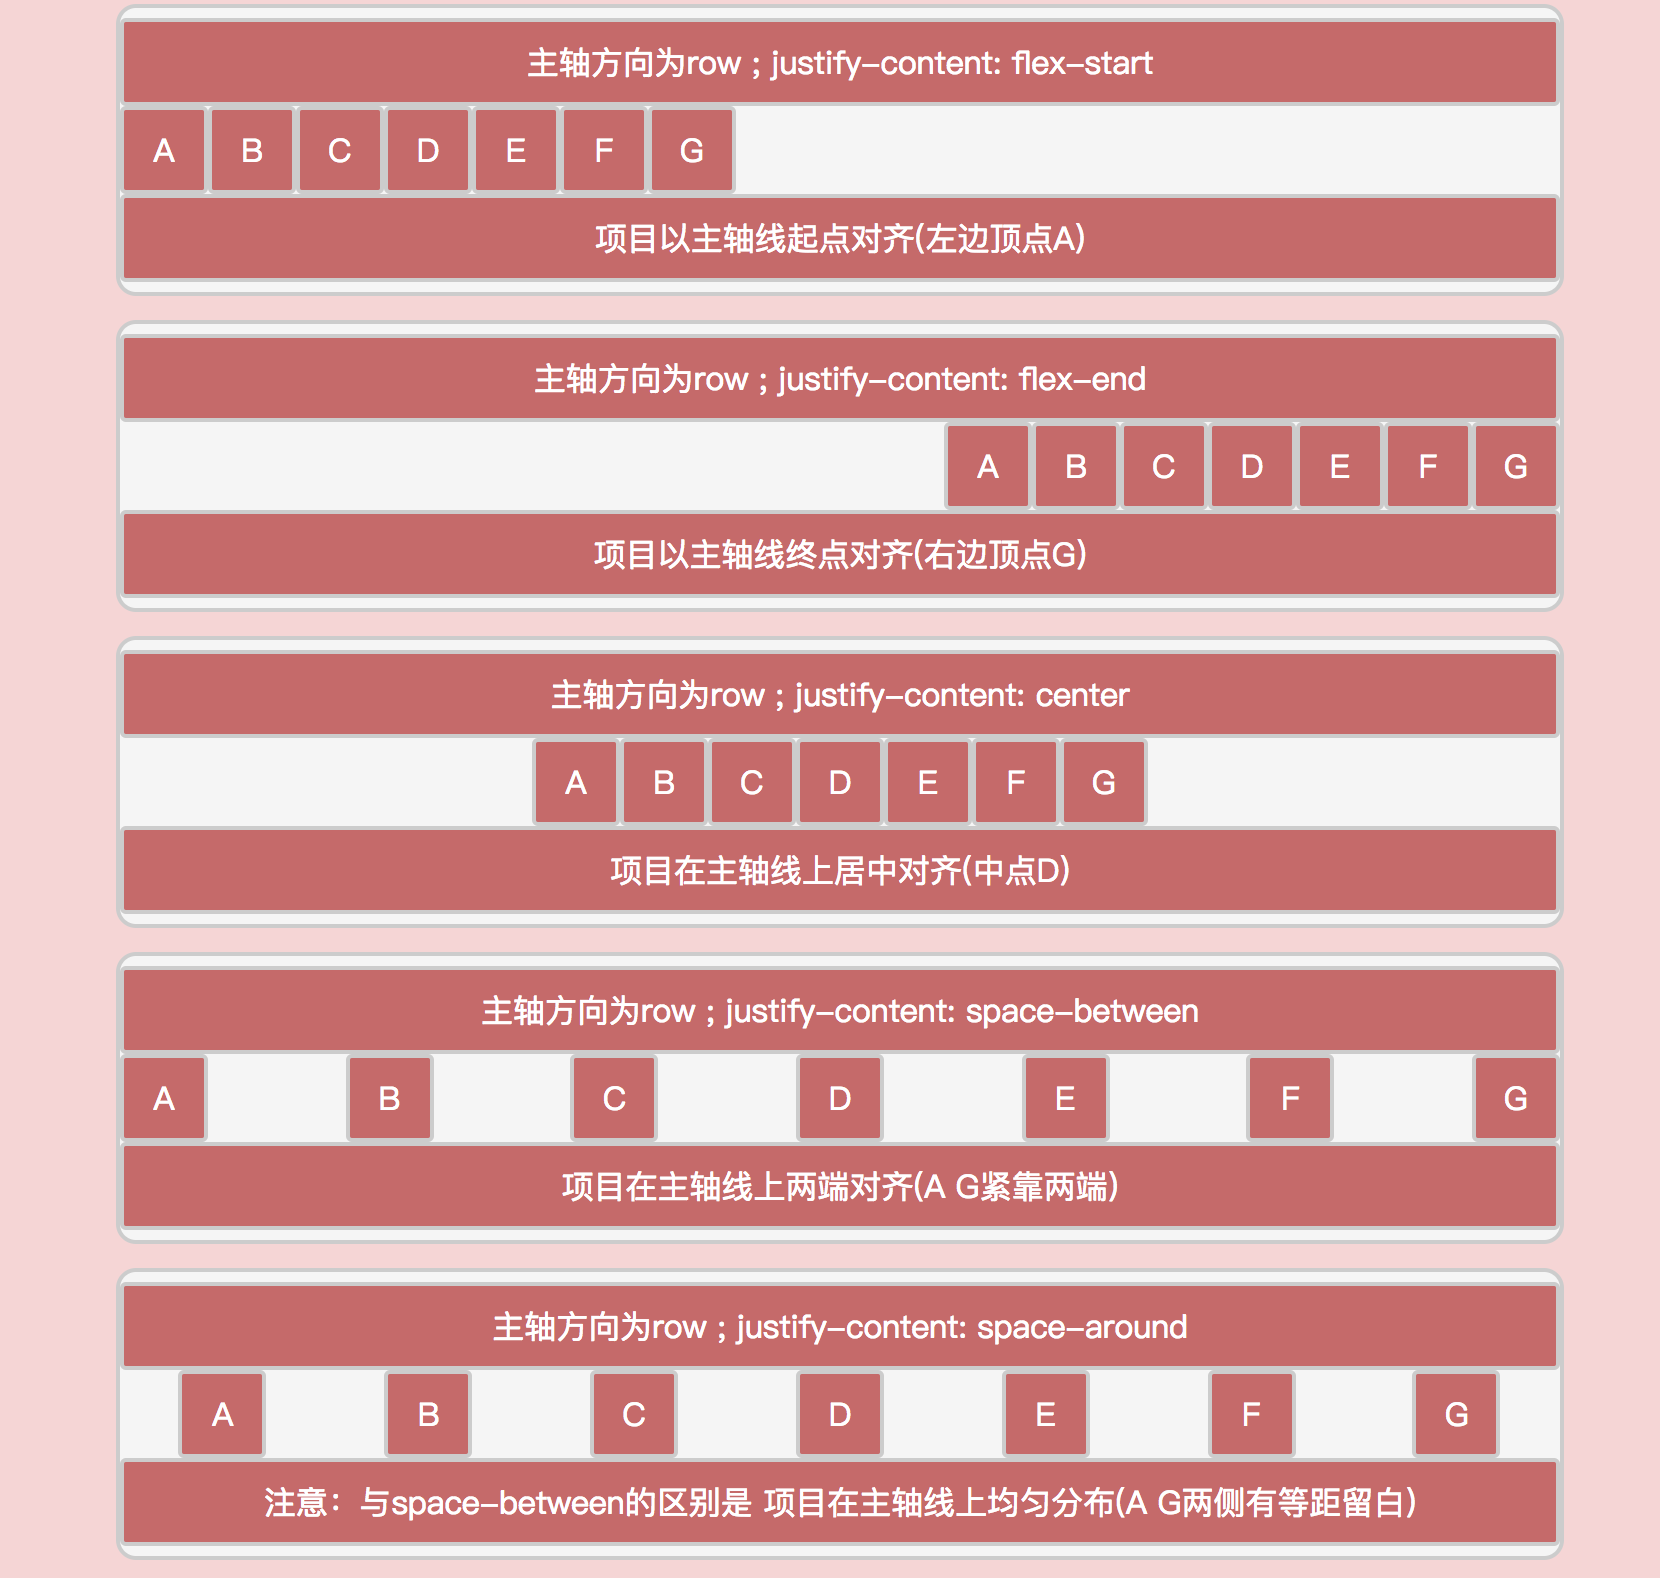 主轴方向为row ; justify-content: flex-start
A B C D E F G
项目以主轴线起点对齐(左边顶点A)
主轴方向为row ; justify-content: flex-end
A B C D E F G
项目以主轴线终点对齐(右边顶点G)
主轴方向为row ; justify-content: center
A B C D E F G
项目在主轴线上居中对齐(中点D)
主轴方向为row ; justify-content: space-between
A B C D E F G
项目在主轴线上两端对齐(A G紧靠两端)
主轴方向为row ; justify-content: space-around
A B C D E F G
注意：与space-between的区别是 项目在主轴线上均匀分布(A G两侧有等距留白)